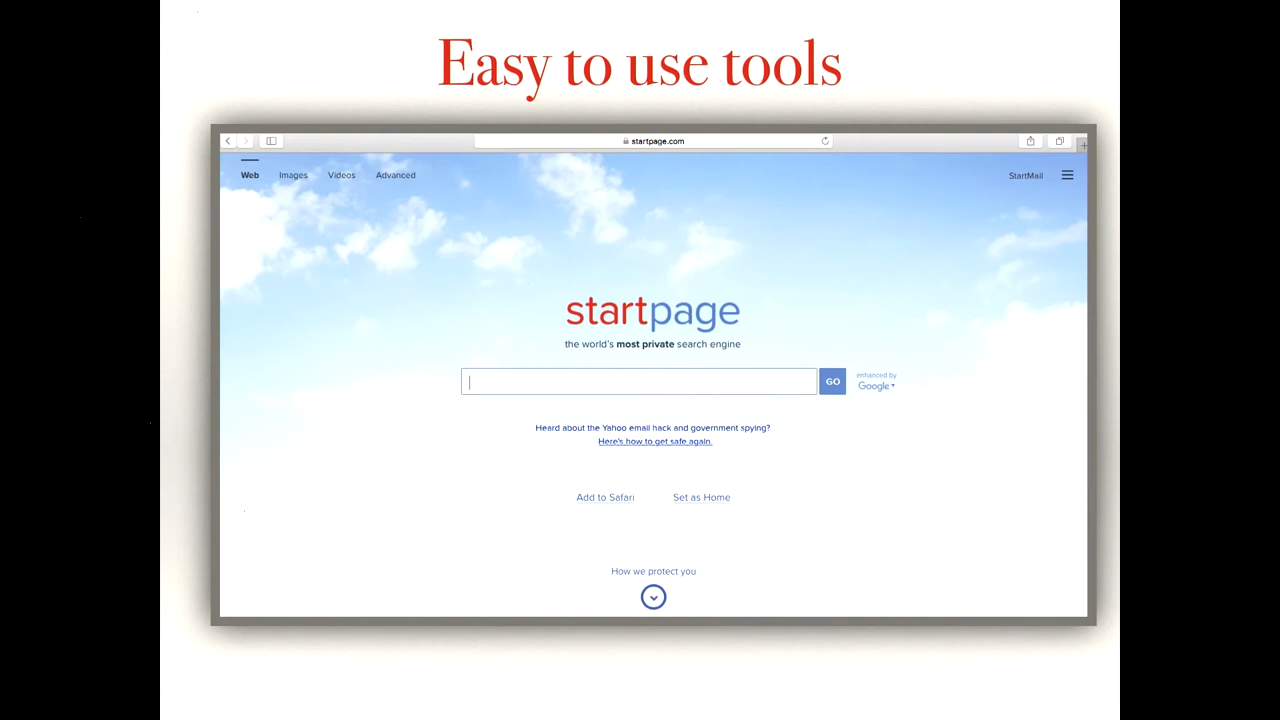 Easy to use tools
startpage.com
Web Images Videos Advanced StartMail
startpage
the world's most private search engine
GO
enhanced by
Google
Heard about the Yahoo email hack and government spying?
Here's how to get safe again.
Add to Safari Set as Home
How we protect you